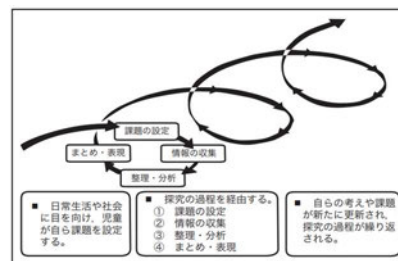 課題の設定
まとめ・表現
情報の収集
整理・分析
■ 日常生活や社会
に目を向け、児童
が自ら課題を設定
する。
■ 探究の過程を経由する。
① 課題の設定
② 情報の収集
③ 整理・分析
④ まとめ・表現
■ 自らの考えや課題
が新たに更新され、
探究の過程が繰り返
される。